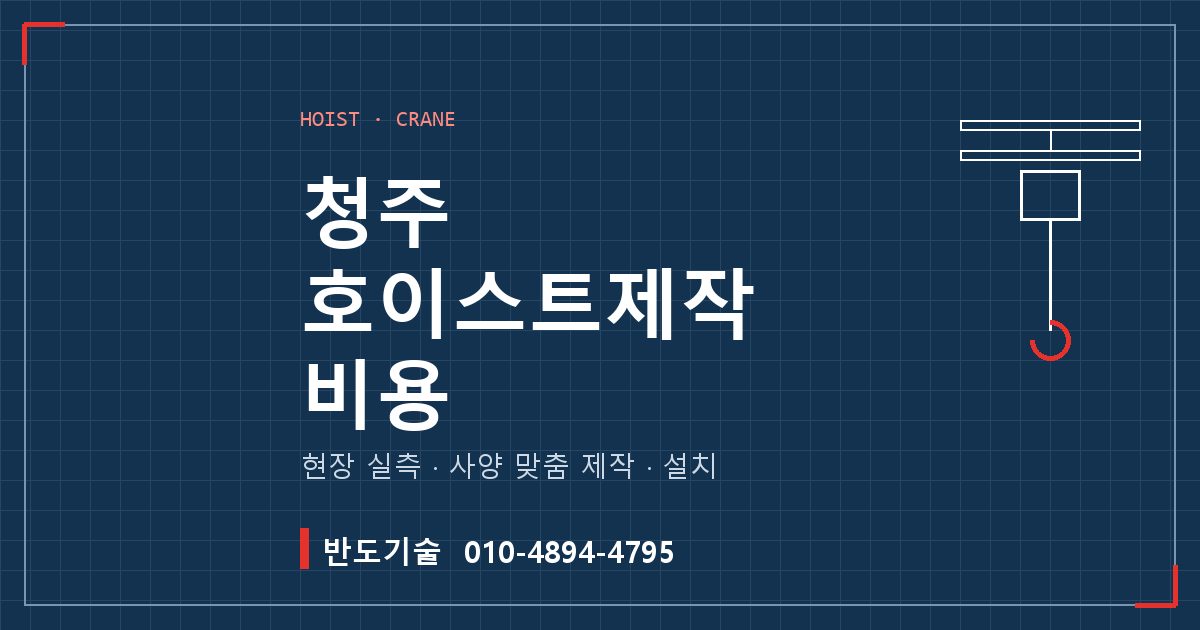 HOIST · CRANE
청주
호이스트제작
비용
현장 실측 · 사양 맞춤 제작 · 설치
반도기술 010-4894-4795